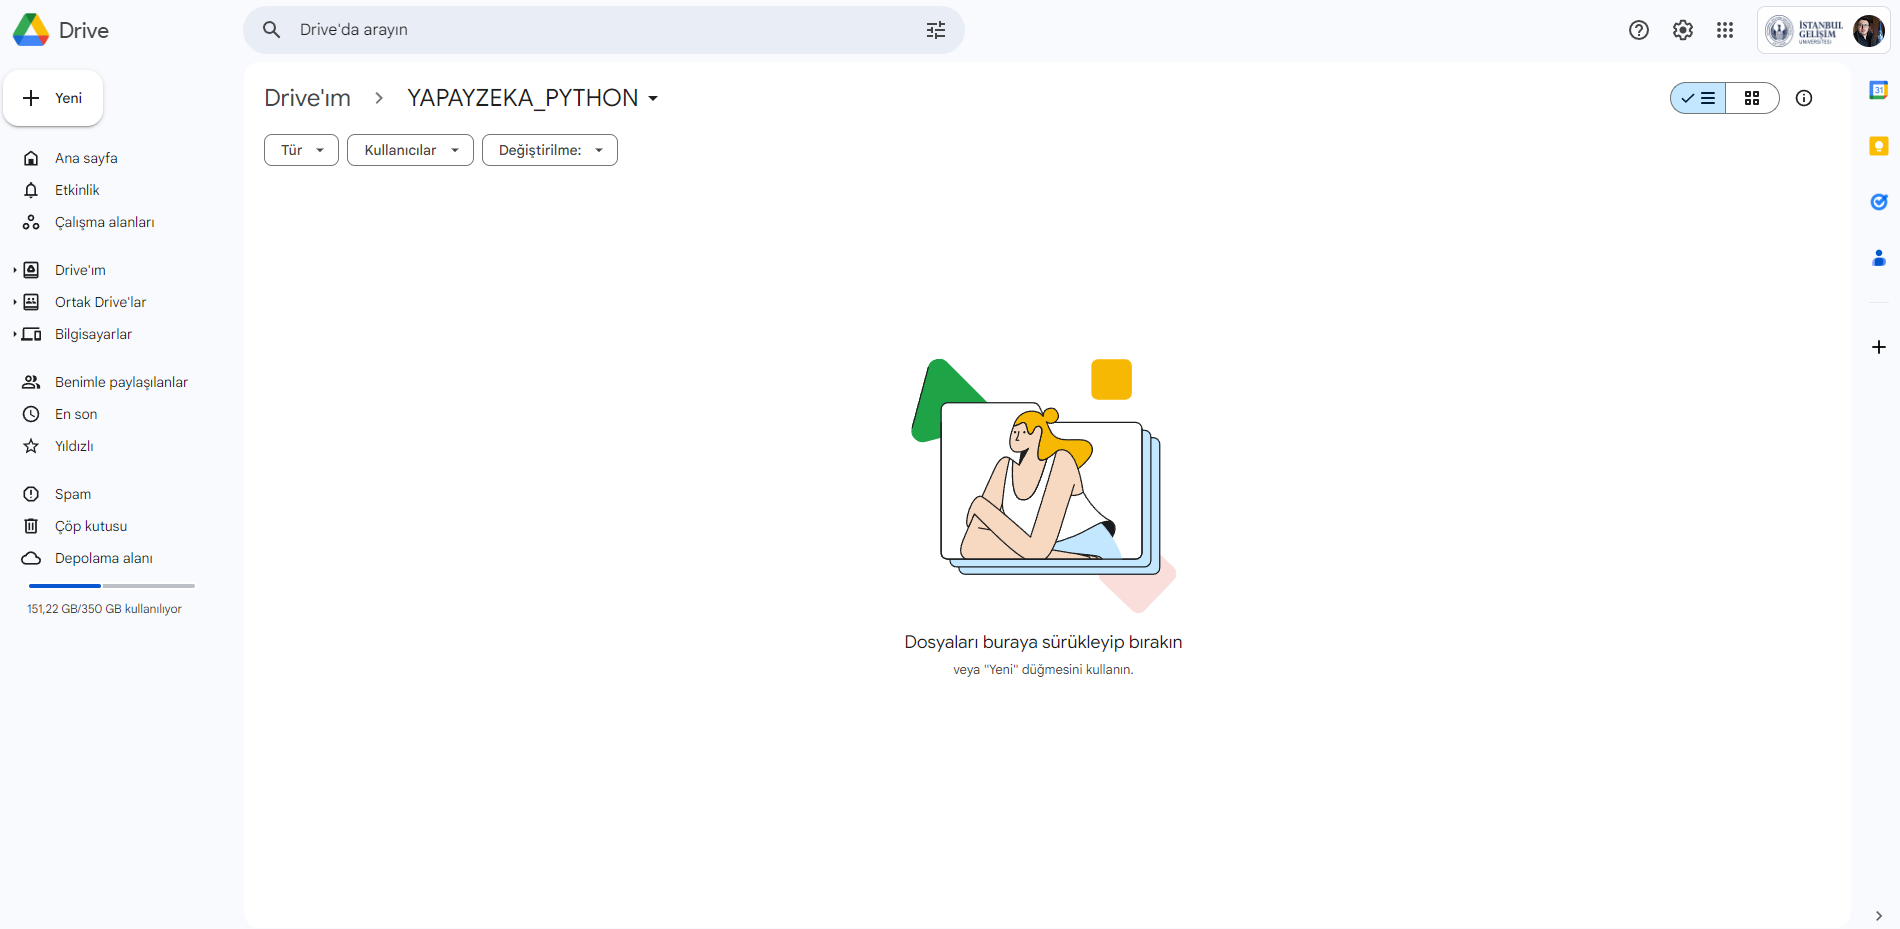 Drive
Drive'da arayın
İSTANBUL
GELİŞİM
ÜNİVERSİTESİ
Yeni
Drive'ım
YAPAYZEKA_PYTHON
Tür
Kullanıcılar
Değiştirilme:
Ana sayfa
Etkinlik
Çalışma alanları
Drive'ım
Ortak Drive'lar
Bilgisayarlar
Benimle paylaşılanlar
En son
Yıldızlı
Spam
Çöp kutusu
Depolama alanı
151,22 GB/350 GB kullanılıyor
31
Dosyaları buraya sürükleyip bırakın
veya "Yeni" düğmesini kullanın.